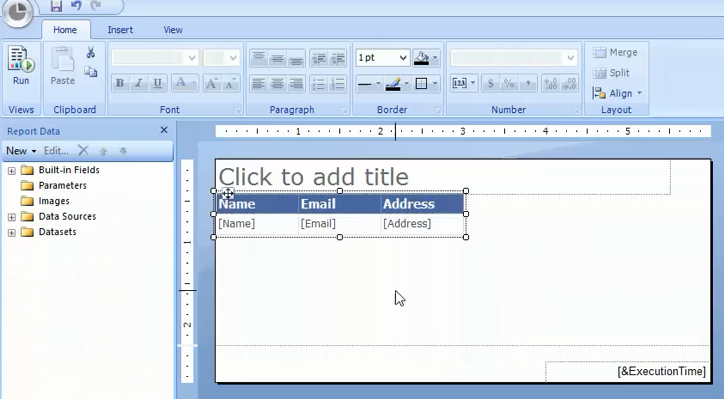 Home Insert View
Run Paste
1 pt
B I U A A A
$ % ,
Merge
Split
Align
Views Clipboard Font Paragraph Border Number Layout
Report Data
New Edit...
Built-in Fields
Parameters
Images
Data Sources
Datasets
1 2 3 4 5
1
2
Click to add title
Name Email Address
[Name] [Email] [Address]
[&ExecutionTime]